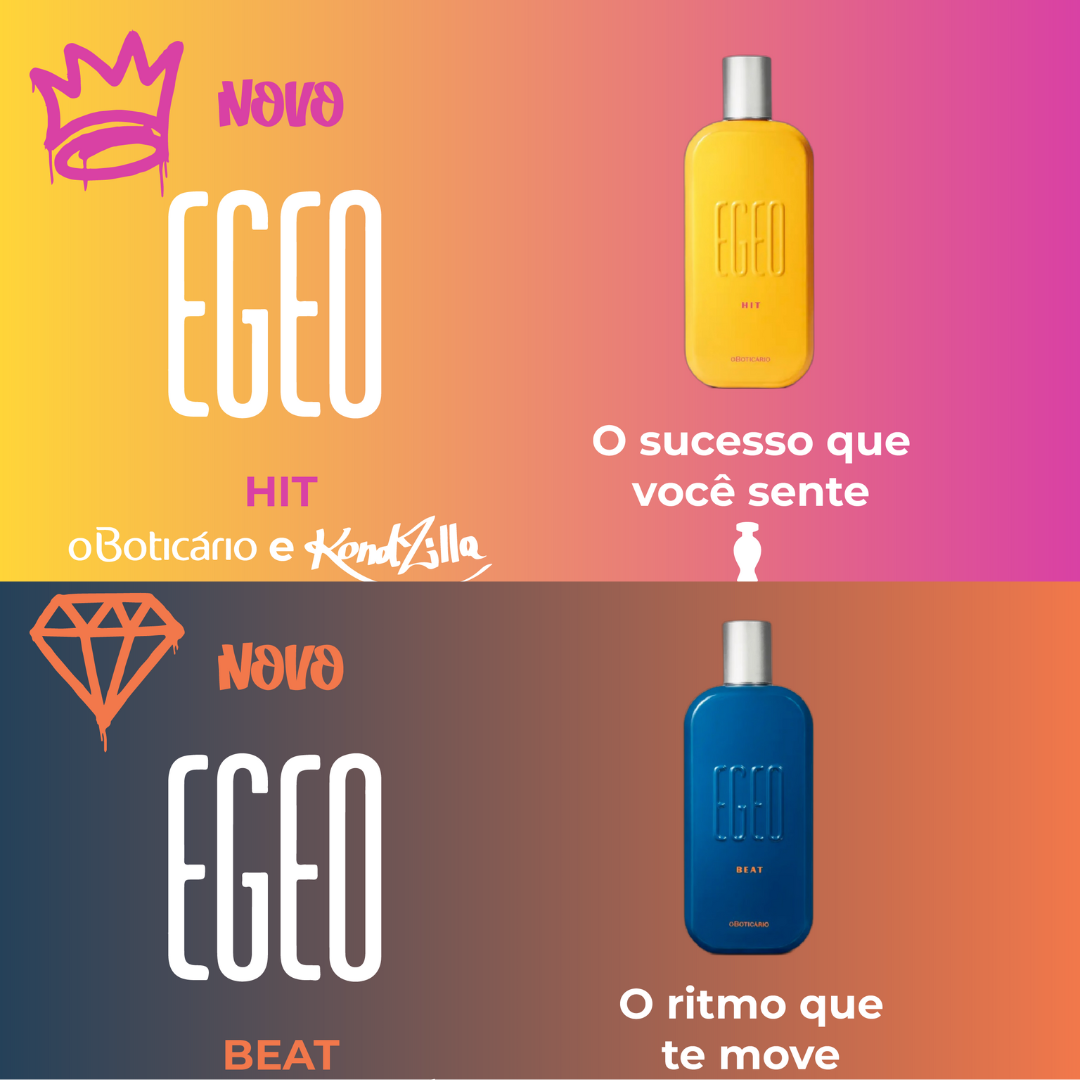 NOVO
EGEO
HIT
oBoticário e KondZilla
EGEO
HIT
OBOTICÁRIO
O sucesso que
você sente
NOVO
EGEO
BEAT
EGEO
BEAT
OBOTICÁRIO
O ritmo que
te move